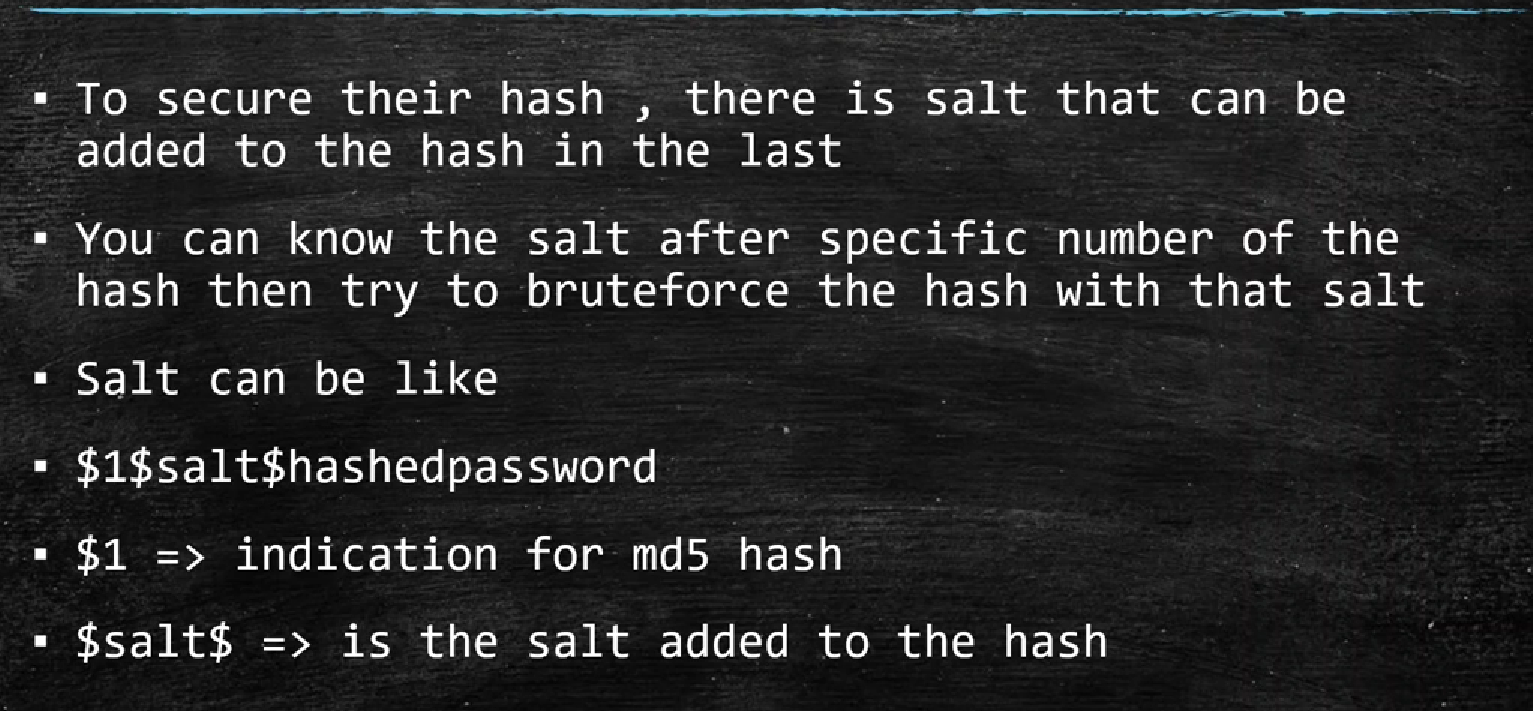 ▪ To secure their hash , there is salt that can be
added to the hash in the last
▪ You can know the salt after specific number of the
hash then try to bruteforce the hash with that salt
▪ Salt can be like
▪ $1$salt$hashedpassword
▪ $1 => indication for md5 hash
▪ $salt$ => is the salt added to the hash